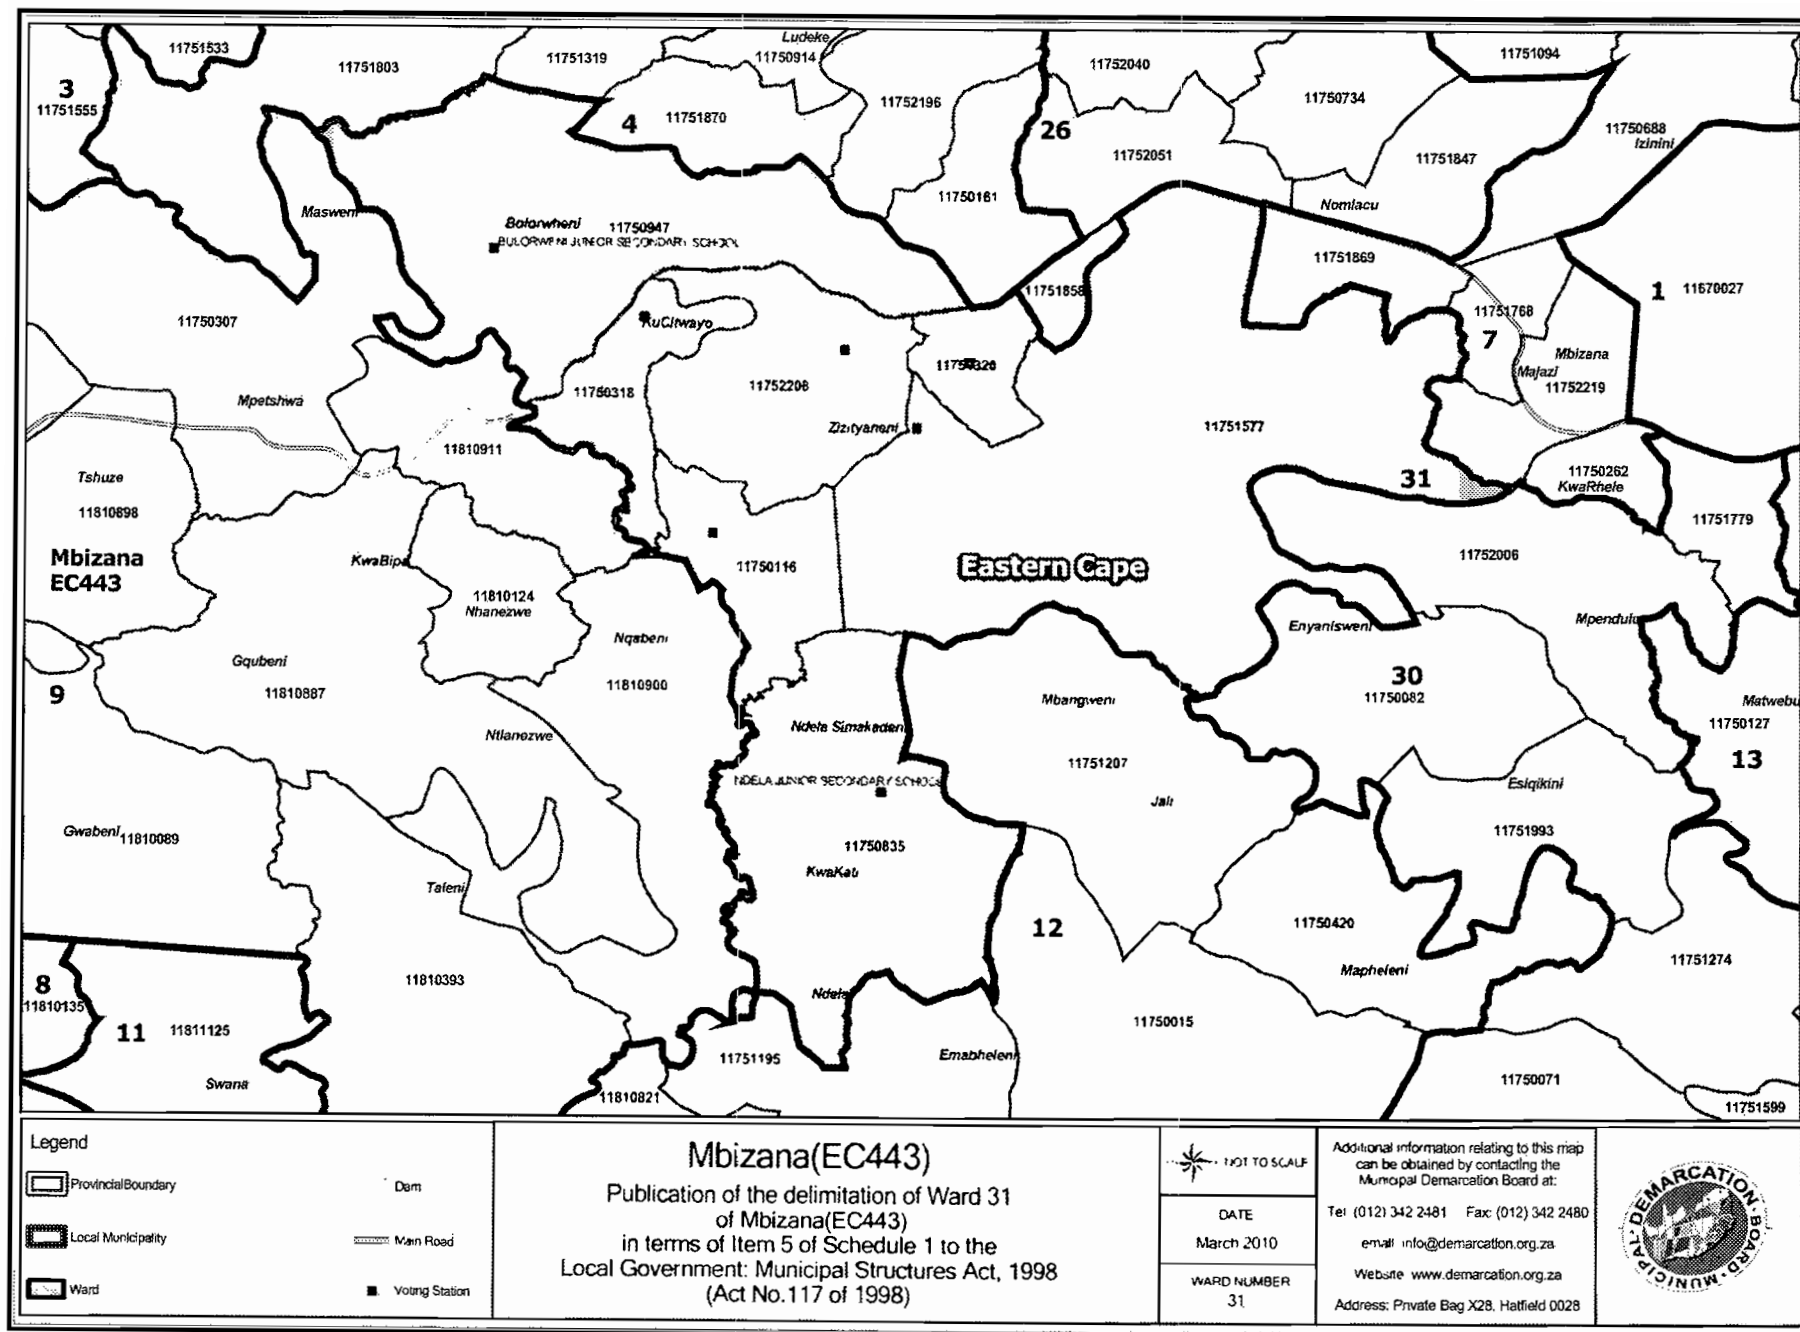 11751533
11751803
11751319
Ludeke
11750914
11752040
11751094
3
11751555
11750734
11752196
4
11751870
26
11752051
11750688
Izinini
11751847
11750161
Nomlacu
Masweni
11750947
BULORWENI JUNIOR SECONDARY SCHOOL
11751869
11751858
1
11670027
11750307
KuCitwayo
11751768
7
Mbizana
Majazi
11752219
11750320
11752208
11750318
Mpetshwa
Zizityaneni
11751577
11810911
Tshuze
11810898
31
11750262
KwaRhele
11751779
11752006
Mbizana
EC443
KwaBipa
11750116
Eastern Cape
11810124
Nhanezwe
Nqabeni
Enyanisweni
Mpendulu
Gqubeni
11810887
9
11810900
30
11750082
Mbangweni
Matwebu
11750127
13
Ndela Simakadeni
Ntlanezwe
11751207
NDELA JUNIOR SECONDARY SCHOOL
Esiqikini
Jali
Gwabeni
11810089
11751993
11750835
KwaKati
Taleni
12
11750420
Mapheleni
11751274
11810393
8
11810135
Ndela
11
11811125
11750015
11751195
Emabheleni
Swana
11810821
11750071
11751599
Legend
Provincial Boundary
Local Municipality
Ward
Dam
Main Road
Voting Station
Mbizana(EC443)
Publication of the delimitation of Ward 31
of Mbizana(EC443)
in terms of Item 5 of Schedule 1 to the
Local Government: Municipal Structures Act, 1998
(Act No.117 of 1998)
NOT TO SCALE
DATE
March 2010
WARD NUMBER
31
Additional information relating to this map
can be obtained by contacting the
Municipal Demarcation Board at:
Tel (012) 342 2481 Fax: (012) 342 2480
email info@demarcation.org.za
Website www.demarcation.org.za
Address: Private Bag X28, Hatfield 0028
MUNICIPAL DEMARCATION BOARD